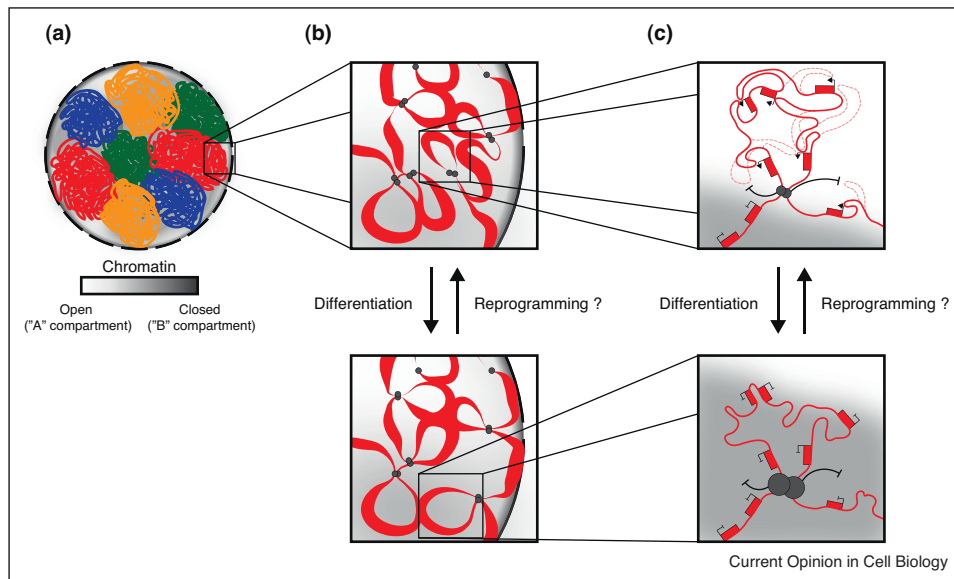 (a)
(b)
(c)
Chromatin
Open
("A" compartment)
Closed
("B" compartment)
Differentiation
Reprogramming ?
Differentiation
Reprogramming ?
Current Opinion in Cell Biology